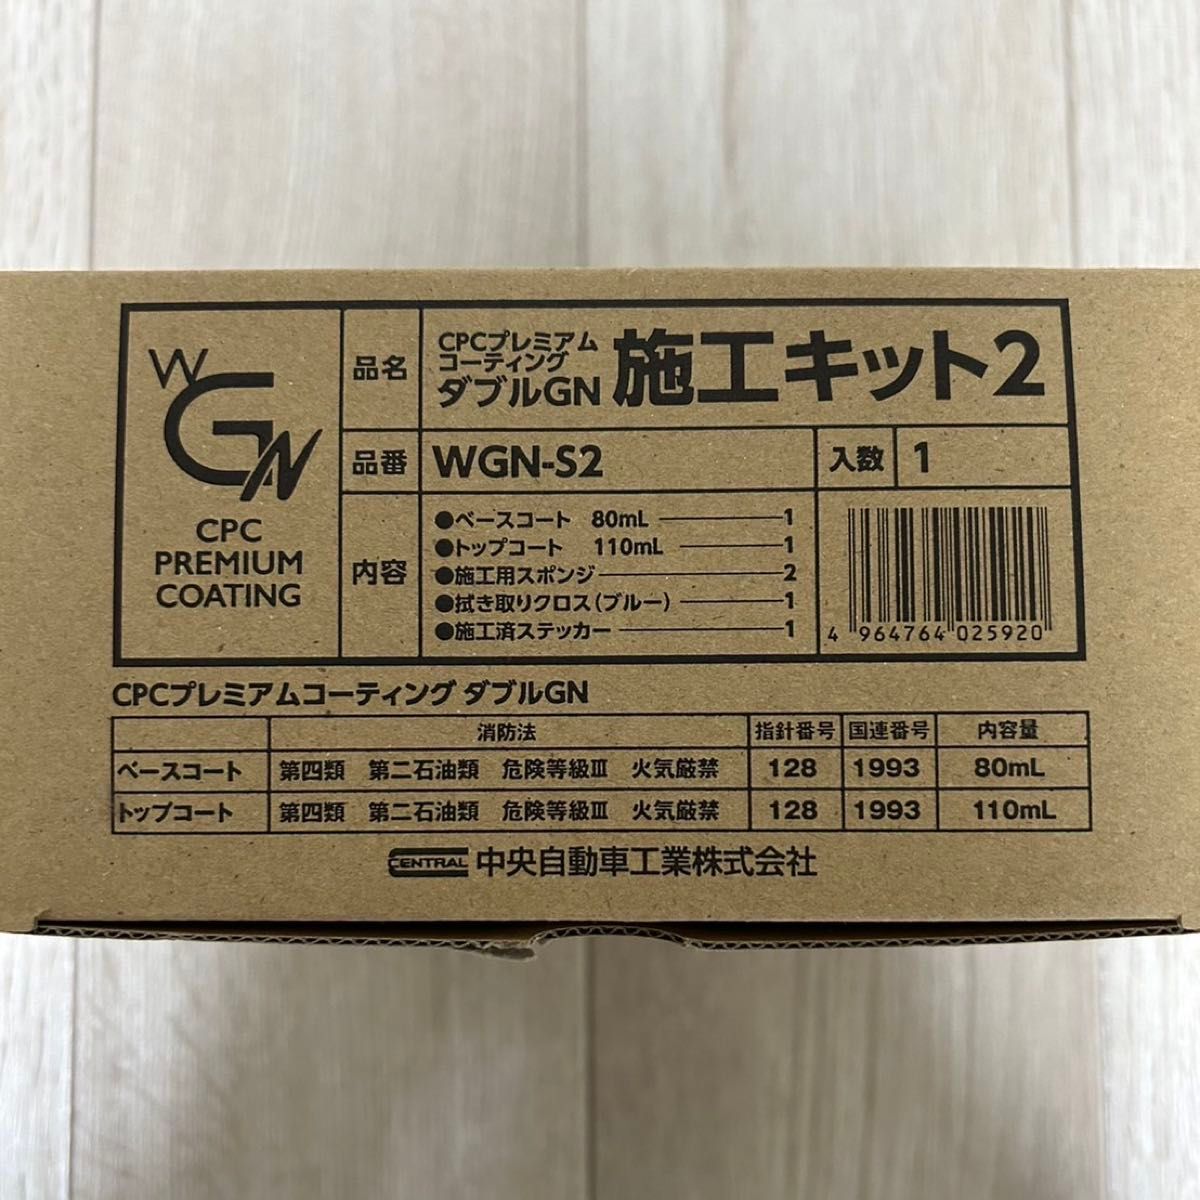 WGN
CPC
PREMIUM
COATING
品名
CPCプレミアム
コーティング
ダブルGN
施工キット2
品番
WGN-S2
入数
1
内容
●ベースコート 80mL 1
●トップコート 110mL 1
●施工用スポンジ 2
●拭き取りクロス(ブルー) 1
●施工済ステッカー 1
4 964764 025920
CPCプレミアムコーティング ダブルGN
消防法 指針番号 国連番号 内容量
ベースコート 第四類 第二石油類 危険等級Ⅲ 火気厳禁 128 1993 80mL
トップコート 第四類 第二石油類 危険等級Ⅲ 火気厳禁 128 1993 110mL
CENTRAL 中央自動車工業株式会社